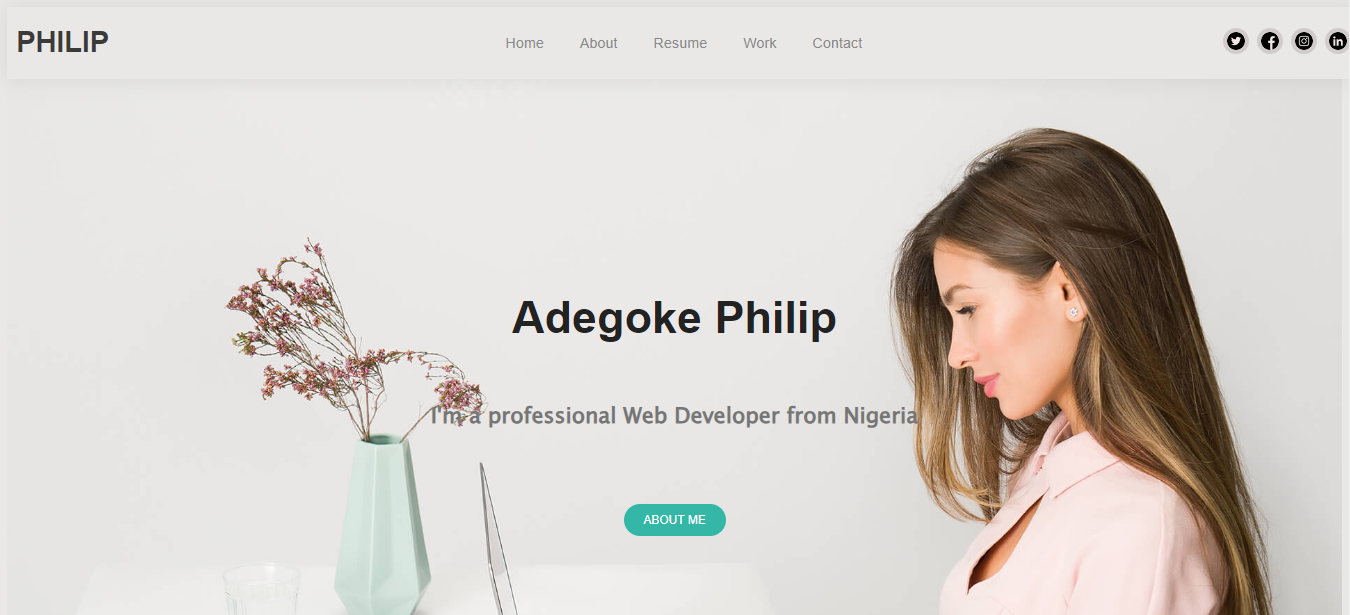 PHILIP
Home About Resume Work Contact
Adegoke Philip
I'm a professional Web Developer from Nigeria
ABOUT ME